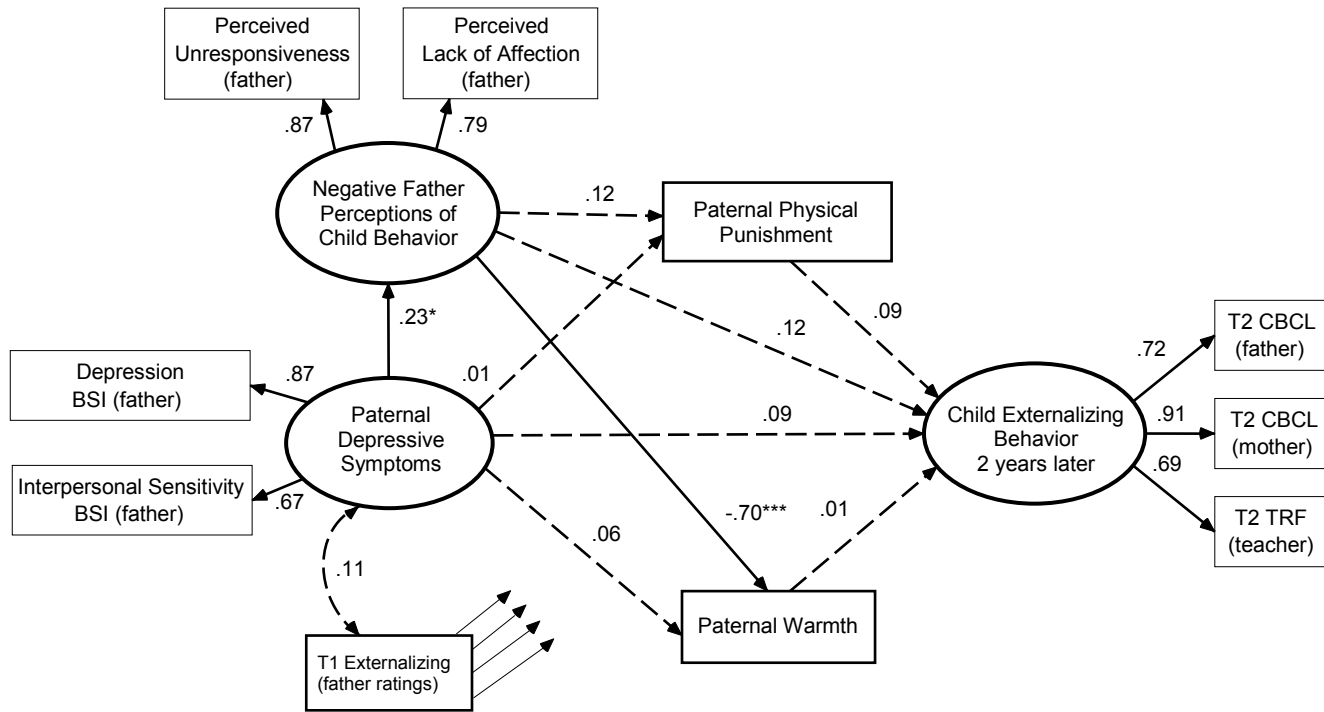 Perceived
Unresponsiveness
(father)
Perceived
Lack of Affection
(father)
.87
.79
Negative Father
Perceptions of
Child Behavior
.12
Paternal Physical
Punishment
.23*
.12
.09
T2 CBCL
(father)
.72
Depression
BSI (father)
.87
.01
Paternal
Depressive
Symptoms
.09
Child Externalizing
Behavior
2 years later
.91
T2 CBCL
(mother)
.69
Interpersonal Sensitivity
BSI (father)
.67
-.70***
.01
T2 TRF
(teacher)
.06
.11
Paternal Warmth
T1 Externalizing
(father ratings)